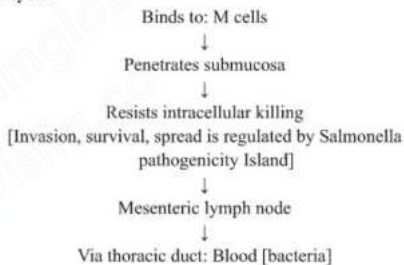 Binds to: M cells
↓
Penetrates submucosa
↓
Resists intracellular killing
[Invasion, survival, spread is regulated by Salmonella
pathogenicity Island]
↓
Mesenteric lymph node
↓
Via thoracic duct: Blood [bacteria]